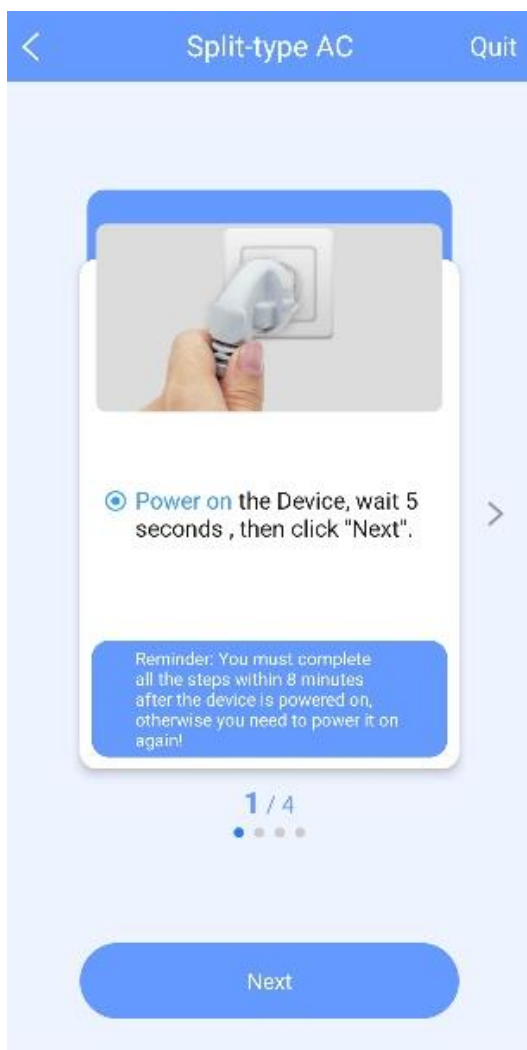 Split-type AC
Quit
Power on the Device, wait 5
seconds , then click "Next".
Reminder: You must complete
all the steps within 8 minutes
after the device is powered on,
otherwise you need to power it on
again!
1 / 4
Next